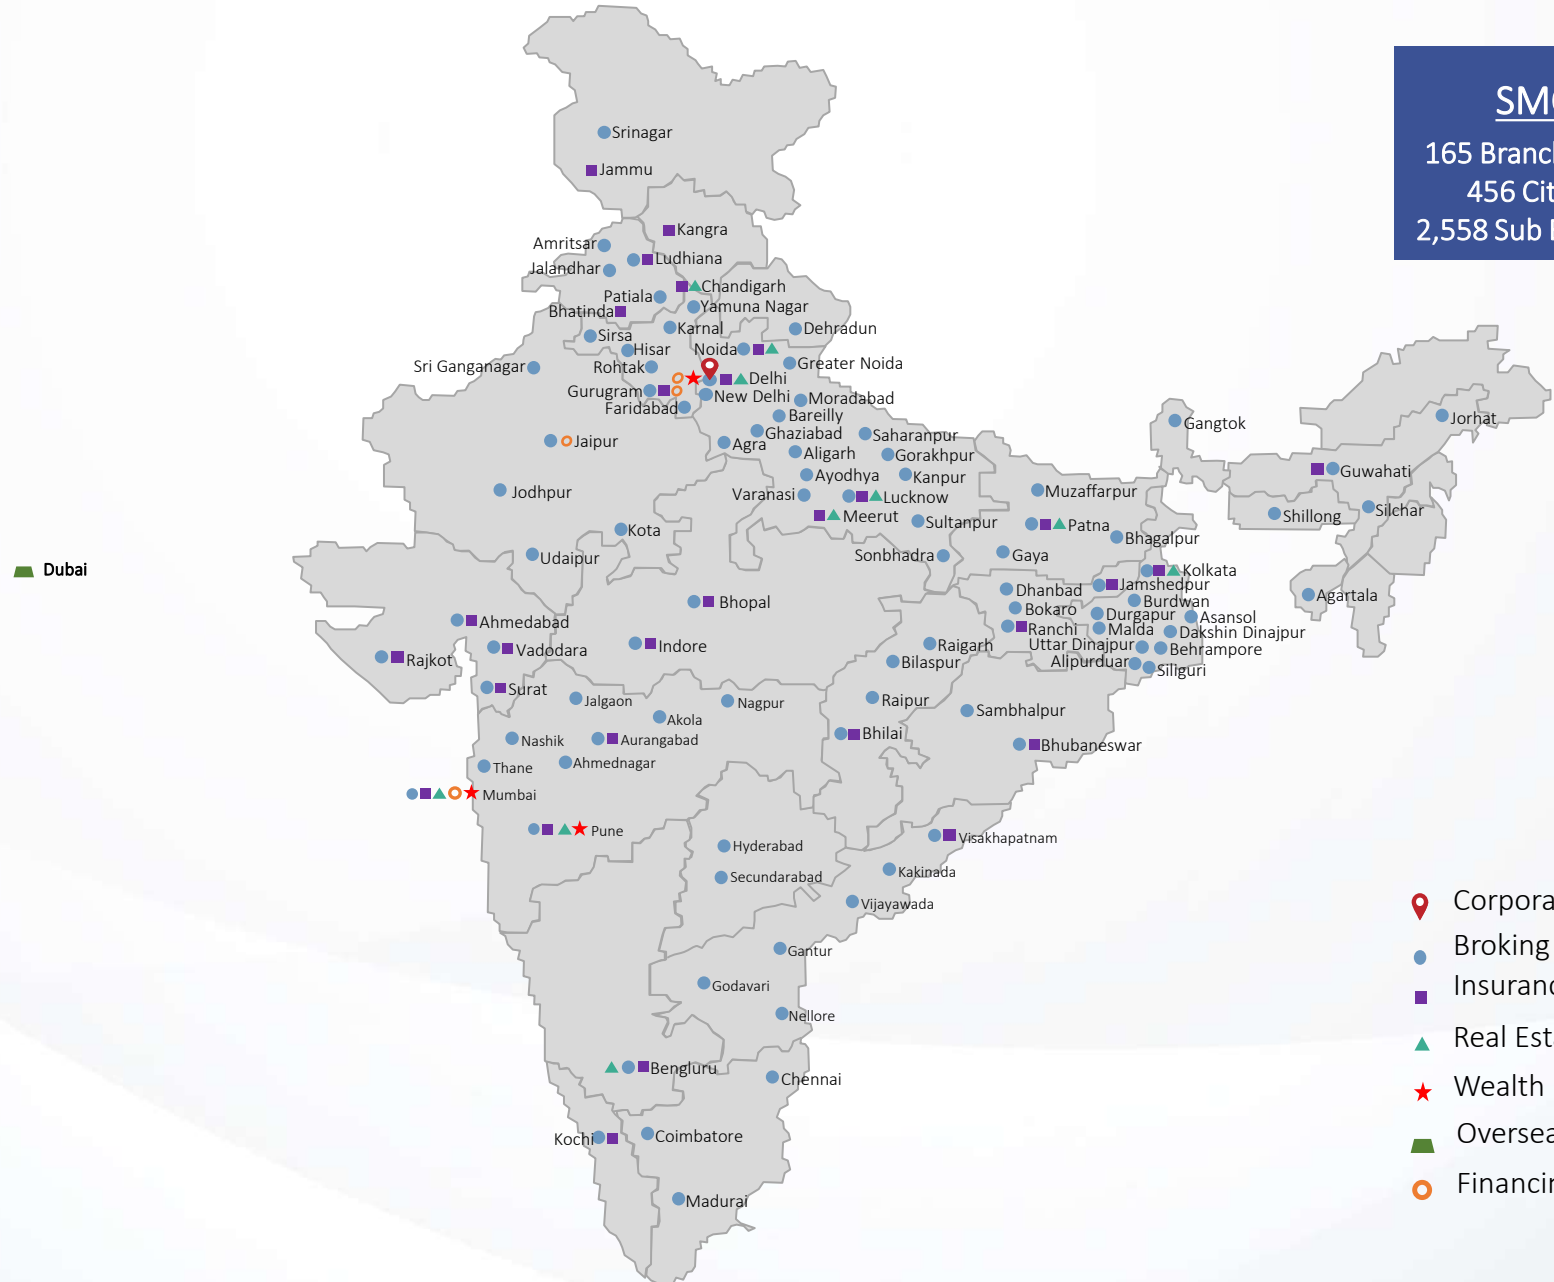 SM
165 Branc
456 Cit
2,558 Sub
Srinagar
Jammu
Kangra
Amritsar
Ludhiana
Jalandhar
Chandigarh
Patiala
Yamuna Nagar
Bhatinda
Karnal
Dehradun
Sirsa
Hisar
Noida
Sri Ganganagar
Rohtak
Greater Noida
Delhi
Gurugram
New Delhi
Moradabad
Faridabad
Bareilly
Ghaziabad
Saharanpur
Jaipur
Agra
Aligarh
Gorakhpur
Gangtok
Jorhat
Ayodhya
Kanpur
Guwahati
Jodhpur
Varanasi
Lucknow
Muzaffarpur
Meerut
Sultanpur
Patna
Shillong
Silchar
Kota
Bhagalpur
Udaipur
Sonbhadra
Gaya
Dubai
Kolkata
Jamshedpur
Dhanbad
Agartala
Bhopal
Bokaro
Burdwan
Ahmedabad
Durgapur
Asansol
Ranchi
Malda
Dakshin Dinajpur
Vadodara
Indore
Raigarh
Uttar Dinajpur
Behrampore
Rajkot
Bilaspur
Alipurduar
Siliguri
Surat
Jalgaon
Nagpur
Raipur
Sambhalpur
Akola
Nashik
Aurangabad
Bhilai
Bhubaneswar
Thane
Ahmednagar
Mumbai
Pune
Visakhapatnam
Hyderabad
Secundarabad
Kakinada
Vijayawada
Gantur
Godavari
Nellore
Bengluru
Chennai
Kochi
Coimbatore
Madurai
Corpora
Broking
Insuran
Real Est
Wealth
Oversea
Financi